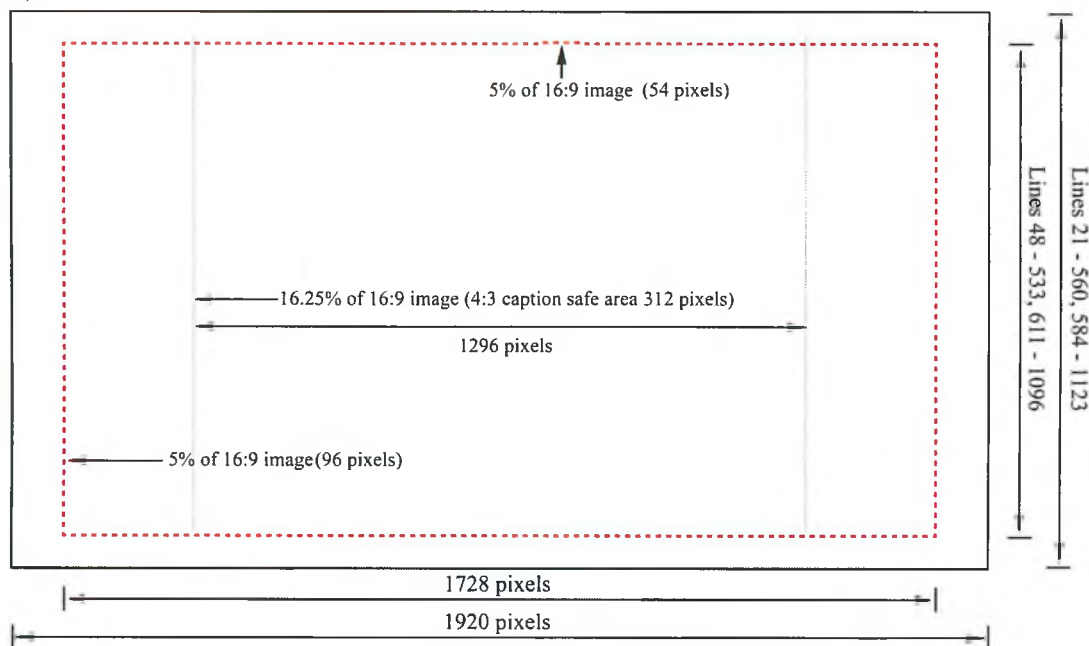 5% of 16:9 image (54 pixels)
16.25% of 16:9 image (4:3 caption safe area 312 pixels)
1296 pixels
5% of 16:9 image(96 pixels)
Lines 48 - 533, 611 - 1096
Lines 21 - 560, 584 - 1123
1728 pixels
1920 pixels